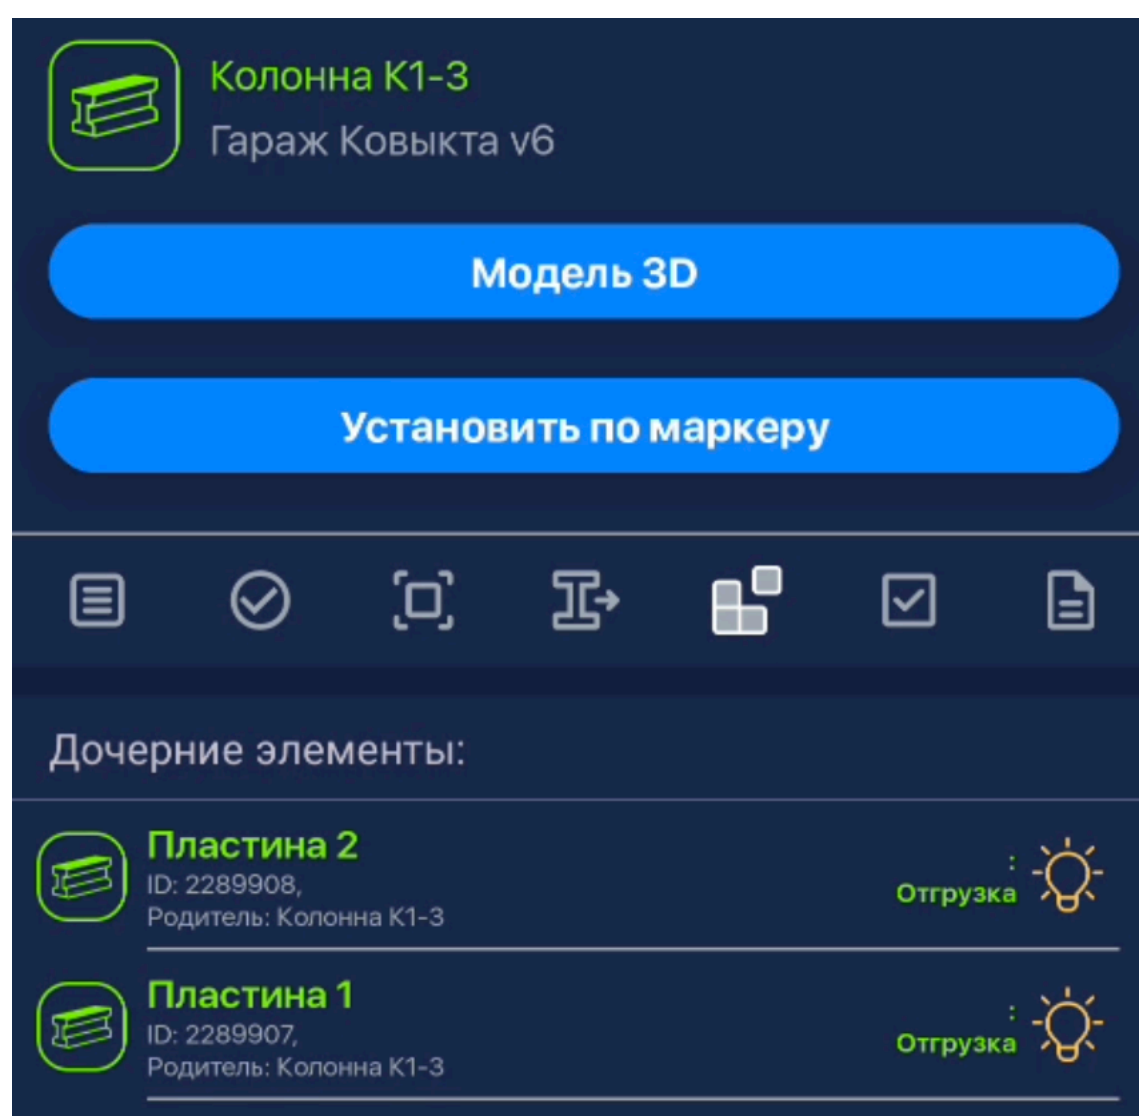 Колонна К1-3
Гараж Ковыкта v6
Модель 3D
Установить по маркеру
Дочерние элементы:
Пластина 2
ID: 2289908,
Родитель: Колонна К1-3
:
Отгрузка
Пластина 1
ID: 2289907,
Родитель: Колонна К1-3
:
Отгрузка